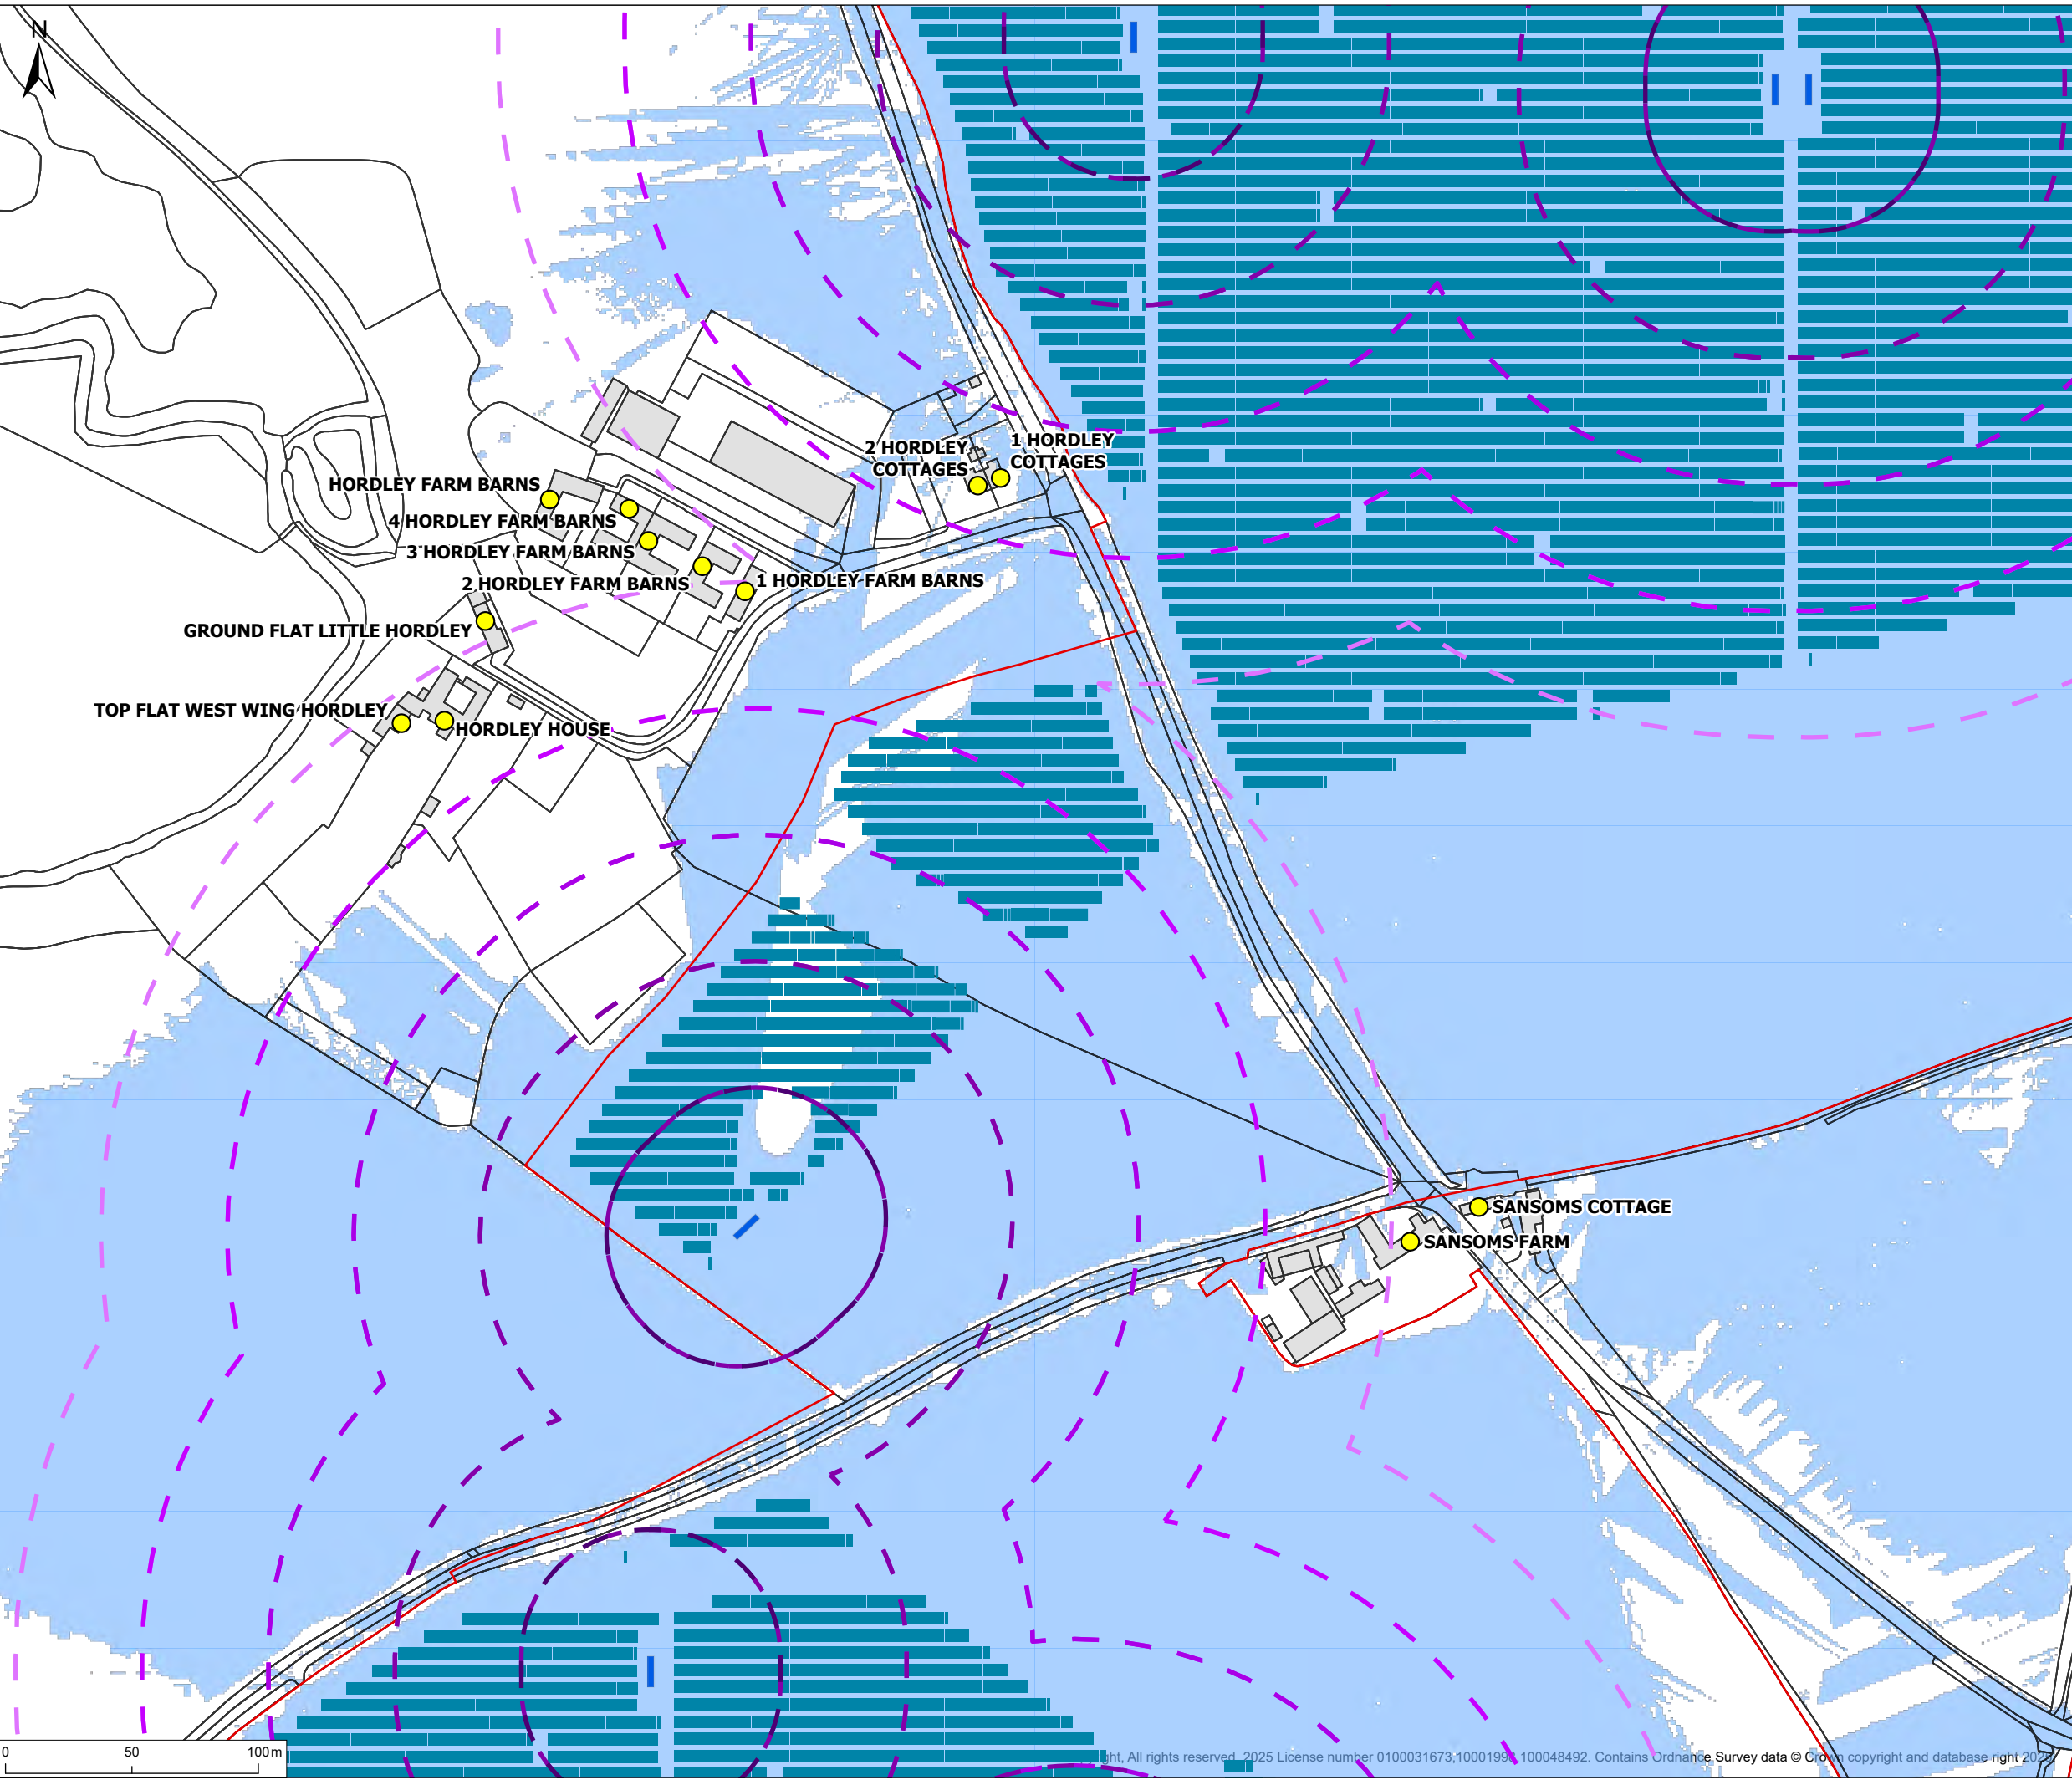 N
1 HORDLEY
COTTAGES
2 HORDLEY
COTTAGES
HORDLEY FARM BARNS
4 HORDLEY FARM BARNS
3 HORDLEY FARM BARNS
2 HORDLEY FARM BARNS
1 HORDLEY FARM BARNS
GROUND FLAT LITTLE HORDLEY
TOP FLAT WEST WING HORDLEY
HORDLEY HOUSE
SANSOMS COTTAGE
SANSOMS FARM
0 50 100m
All rights reserved. 2025 License number 0100031673, 100048492. Contains Ordnance Survey data © Crown copyright and database right